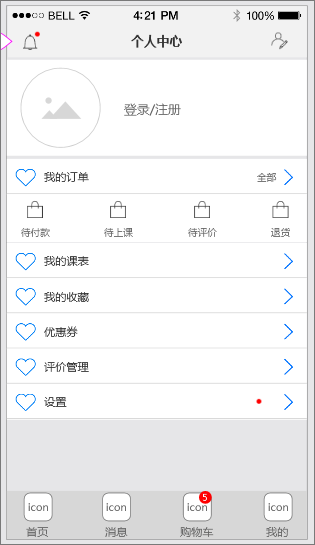 BELL 4:21 PM 100%
个人中心
登录/注册
我的订单 全部
待付款 待上课 待评价 退货
我的课表
我的收藏
优惠券
评价管理
设置
5
icon icon icon icon
首页 消息 购物车 我的